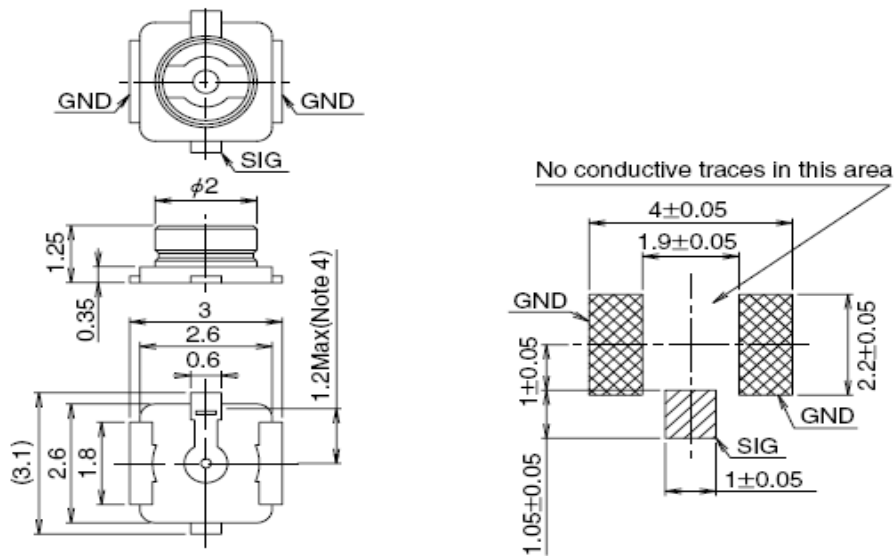 GND
GND
SIG
ϕ2
1.25
0.35
3
2.6
0.6
1.2Max(Note 4)
(3.1)
2.6
1.8
No conductive traces in this area
4±0.05
1.9±0.05
GND
1±0.05
2.2±0.05
GND
SIG
1.05±0.05
1±0.05